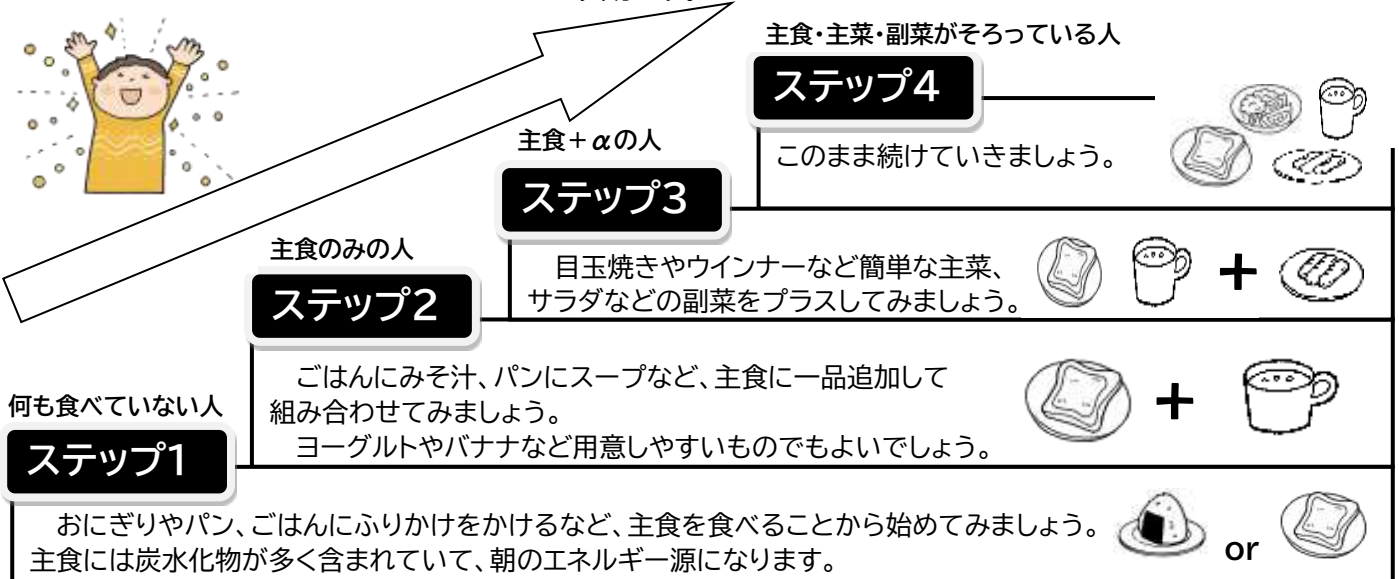 主食・主菜・副菜がそろっている人
ステップ4
このまま続けていきましょう。
主食+αの人
ステップ3
目玉焼きやウインナーなど簡単な主菜、
サラダなどの副菜をプラスしてみましょう。
+
主食のみの人
ステップ2
ごはんにみそ汁、パンにスープなど、主食に一品追加して
組み合わせてみましょう。
ヨーグルトやバナナなど用意しやすいものでもよいでしょう。
+
何も食べていない人
ステップ1
おにぎりやパン、ごはんにふりかけをかけるなど、主食を食べることから始めてみましょう。
主食には炭水化物が多く含まれていて、朝のエネルギー源になります。
or